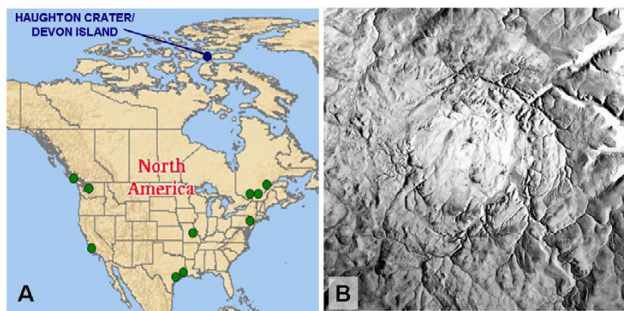 HAUGHTON CRATER/
DEVON ISLAND
North
America
A
B